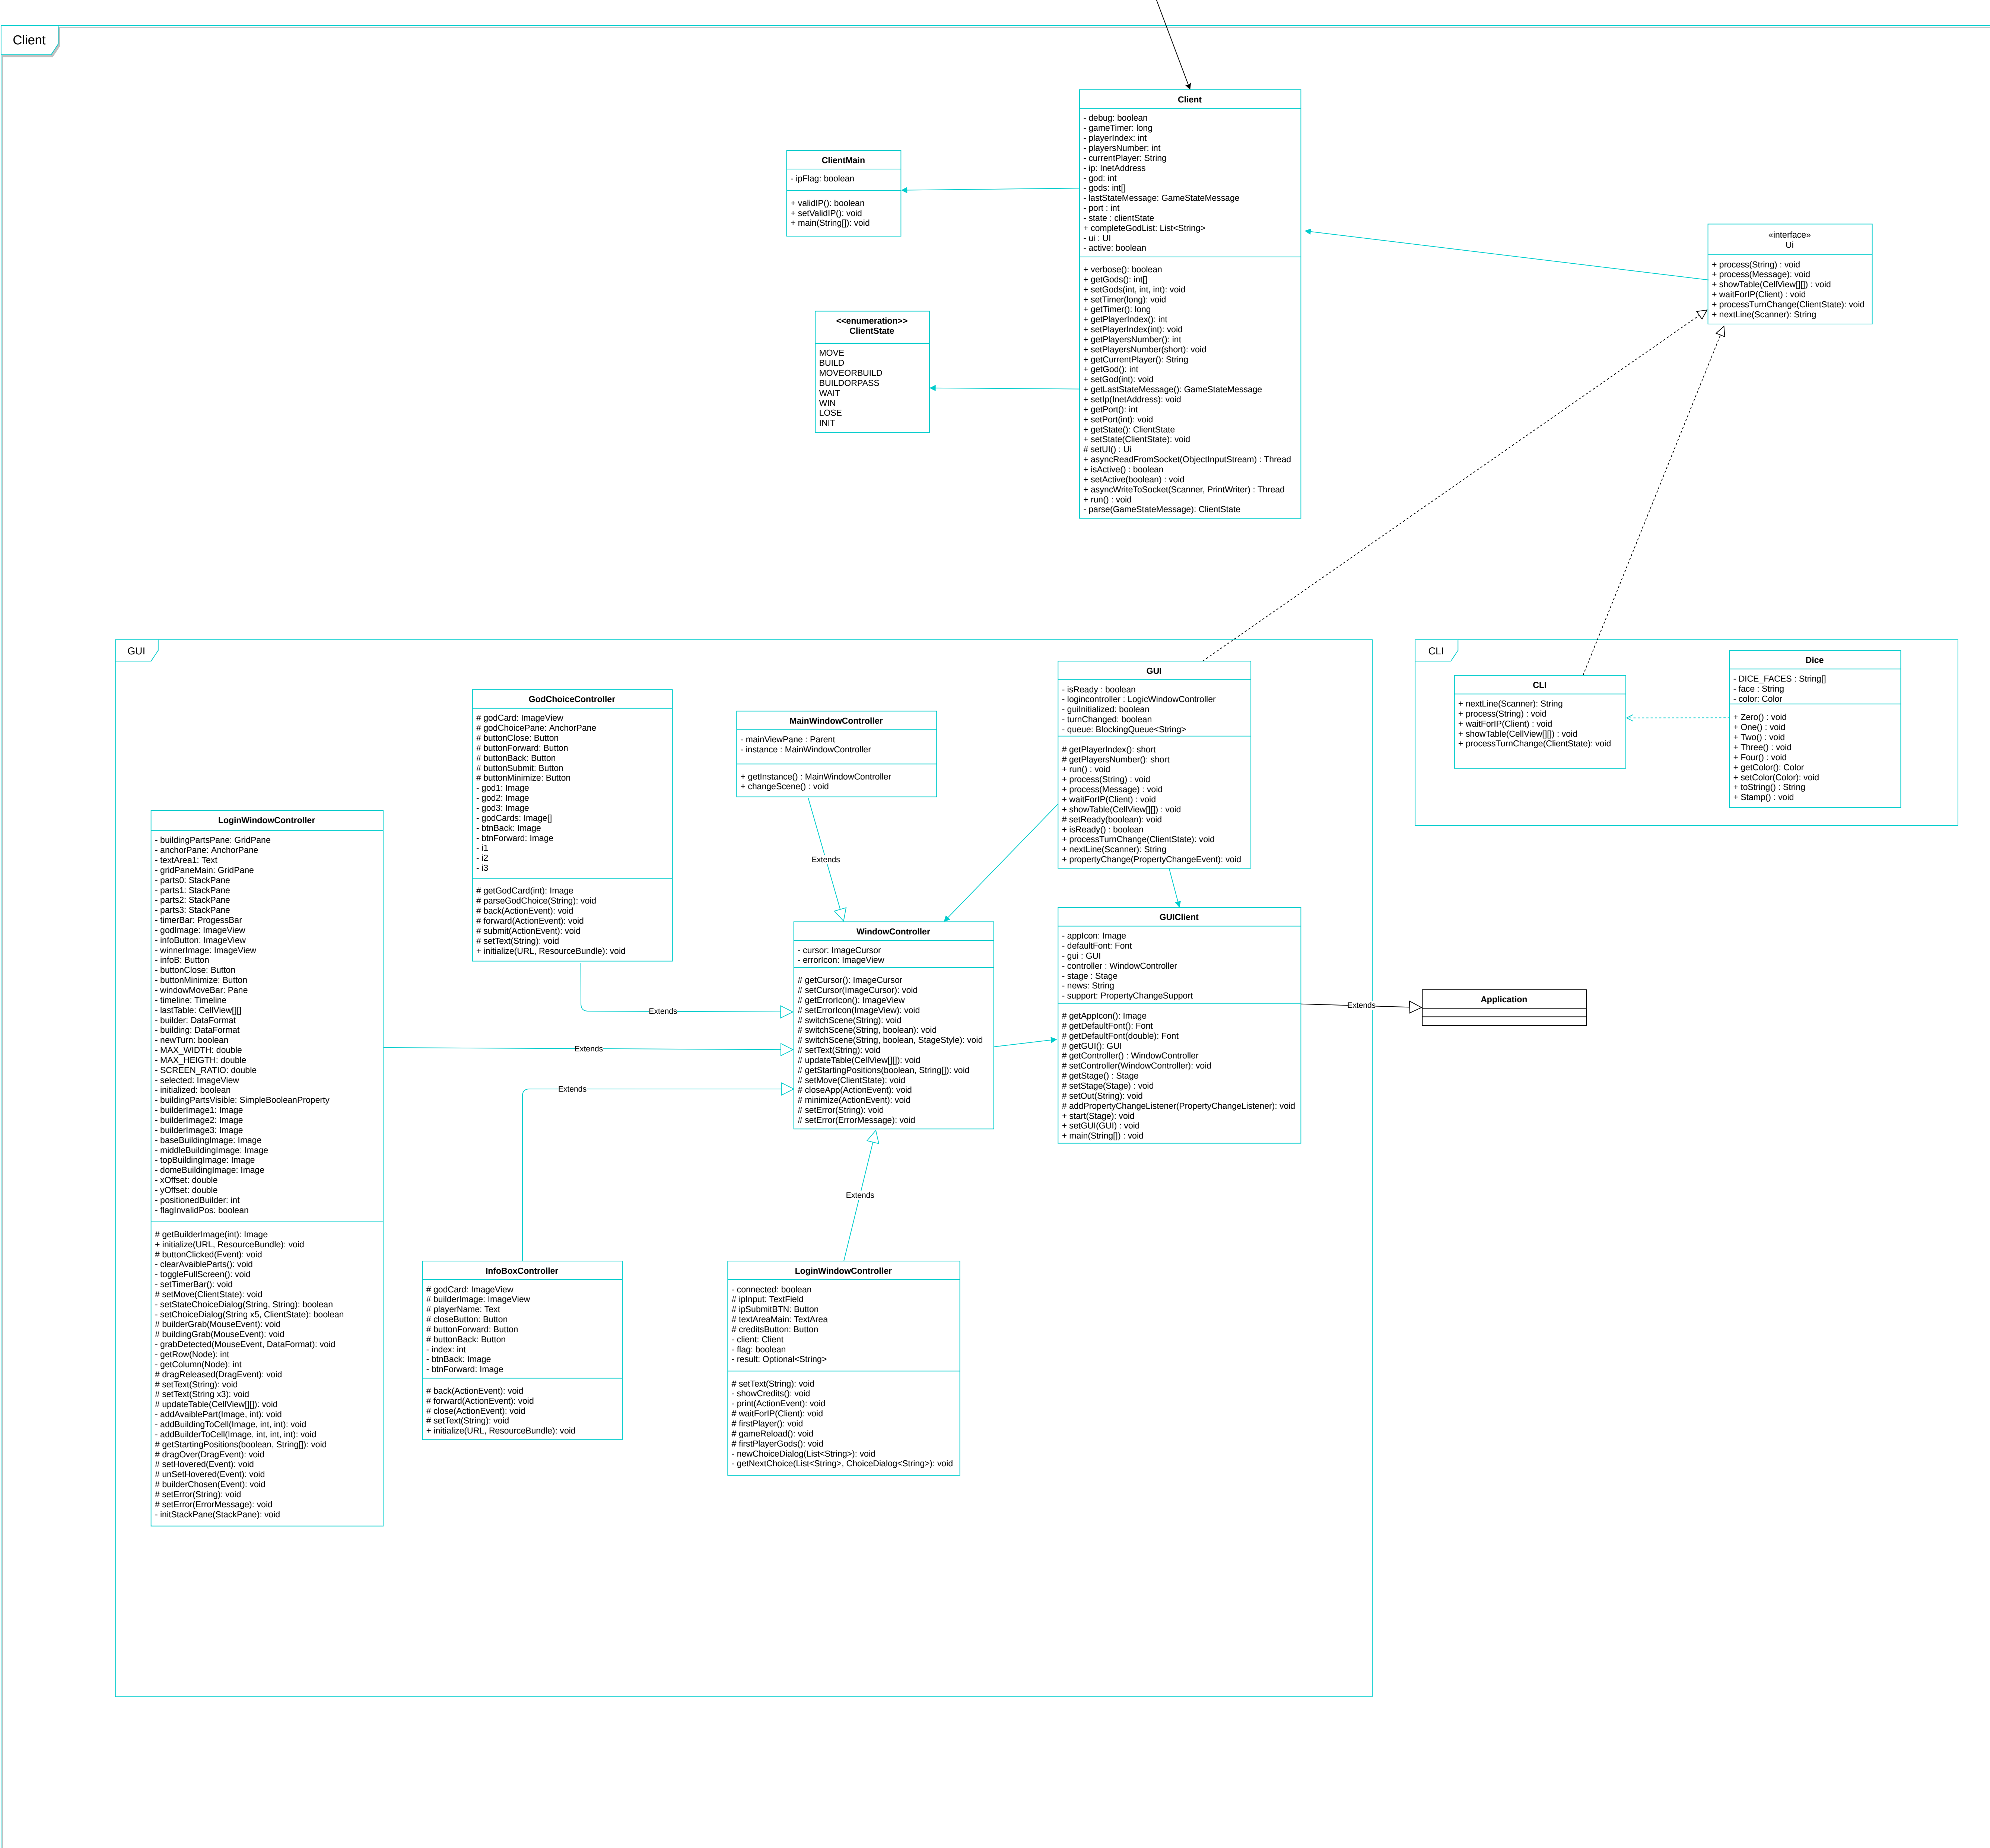 Client
Client
- debug: boolean
- gameTimer: long
- playerIndex: int
- playersNumber: int
- currentPlayer: String
- ip: InetAddress
- god: int
- gods: int[]
- lastStateMessage: GameStateMessage
- port : int
- state : clientState
+ completeGodList: List<String>
- ui : UI
- active: boolean
+ verbose(): boolean
+ getGods(): int[]
+ setGods(int, int, int): void
+ setTimer(long): void
+ getTimer(): long
+ getPlayerIndex(): int
+ setPlayerIndex(int): void
+ getPlayersNumber(): int
+ setPlayersNumber(short): void
+ getCurrentPlayer(): String
+ getGod(): int
+ setGod(int): void
+ getLastStateMessage(): GameStateMessage
+ setIp(InetAddress): void
+ getPort(): int
+ setPort(int): void
+ getState(): ClientState
+ setState(ClientState): void
# setUI() : Ui
+ asyncReadFromSocket(ObjectInputStream) : Thread
+ isActive() : boolean
+ setActive(boolean) : void
+ asyncWriteToSocket(Scanner, PrintWriter) : Thread
+ run() : void
- parse(GameStateMessage): ClientState
ClientMain
- ipFlag: boolean
+ validIP(): boolean
+ setValidIP(): void
+ main(String[]): void
<<enumeration>>
ClientState
MOVE
BUILD
MOVEORBUILD
BUILDORPASS
WAIT
WIN
LOSE
INIT
«interface»
Ui
+ process(String) : void
+ process(Message): void
+ showTable(CellView[][]) : void
+ waitForIP(Client) : void
+ processTurnChange(ClientState): void
+ nextLine(Scanner): String
GUI
GUI
- isReady : boolean
- logincontroller : LogicWindowController
- guiInitialized: boolean
- turnChanged: boolean
- queue: BlockingQueue<String>
# getPlayerIndex(): short
# getPlayersNumber(): short
+ run() : void
+ process(String) : void
+ process(Message) : void
+ waitForIP(Client) : void
+ showTable(CellView[][]) : void
# setReady(boolean): void
+ isReady() : boolean
+ processTurnChange(ClientState): void
+ nextLine(Scanner): String
+ propertyChange(PropertyChangeEvent): void
CLI
CLI
+ nextLine(Scanner): String
+ process(String) : void
+ waitForIP(Client) : void
+ showTable(CellView[][]) : void
+ processTurnChange(ClientState): void
Dice
- DICE_FACES : String[]
- face : String
- color: Color
+ Zero() : void
+ One() : void
+ Two() : void
+ Three() : void
+ Four() : void
+ getColor(): Color
+ setColor(Color): void
+ toString() : String
+ Stamp() : void
GodChoiceController
# godCard: ImageView
# godChoicePane: AnchorPane
# buttonClose: Button
# buttonForward: Button
# buttonBack: Button
# buttonSubmit: Button
# buttonMinimize: Button
- god1: Image
- god2: Image
- god3: Image
- godCards: Image[]
- btnBack: Image
- btnForward: Image
- i1
- i2
- i3
# getGodCard(int): Image
# parseGodChoice(String): void
# back(ActionEvent): void
# forward(ActionEvent): void
# submit(ActionEvent): void
# setText(String): void
+ initialize(URL, ResourceBundle): void
MainWindowController
- mainViewPane : Parent
- instance : MainWindowController
+ getInstance() : MainWindowController
+ changeScene() : void
Extends
LoginWindowController
- buildingPartsPane: GridPane
- anchorPane: AnchorPane
- textArea1: Text
- gridPaneMain: GridPane
- parts0: StackPane
- parts1: StackPane
- parts2: StackPane
- parts3: StackPane
- timerBar: ProgessBar
- godImage: ImageView
- infoButton: ImageView
- winnerImage: ImageView
- infoB: Button
- buttonClose: Button
- buttonMinimize: Button
- windowMoveBar: Pane
- timeline: Timeline
- lastTable: CellView[][]
- builder: DataFormat
- building: DataFormat
- newTurn: boolean
- MAX_WIDTH: double
- MAX_HEIGTH: double
- SCREEN_RATIO: double
- selected: ImageView
- initialized: boolean
- buildingPartsVisible: SimpleBooleanProperty
- builderImage1: Image
- builderImage2: Image
- builderImage3: Image
- baseBuildingImage: Image
- middleBuildingImage: Image
- topBuildingImage: Image
- domeBuildingImage: Image
- xOffset: double
- yOffset: double
- positionedBuilder: int
- flagInvalidPos: boolean
# getBuilderImage(int): Image
+ initialize(URL, ResourceBundle): void
# buttonClicked(Event): void
- clearAvaibleParts(): void
- toggleFullScreen(): void
- setTimerBar(): void
# setMove(ClientState): void
- setStateChoiceDialog(String, String): boolean
- setChoiceDialog(String x5, ClientState): boolean
# builderGrab(MouseEvent): void
# buildingGrab(MouseEvent): void
- grabDetected(MouseEvent, DataFormat): void
- getRow(Node): int
- getColumn(Node): int
# dragReleased(DragEvent): void
# setText(String): void
# setText(String x3): void
# updateTable(CellView[][]): void
- addAvaiblePart(Image, int): void
- addBuildingToCell(Image, int, int): void
- addBuilderToCell(Image, int, int, int): void
# getStartingPositions(boolean, String[]): void
# dragOver(DragEvent): void
# setHovered(Event): void
# unSetHovered(Event): void
# builderChosen(Event): void
# setError(String): void
# setError(ErrorMessage): void
- initStackPane(StackPane): void
WindowController
- cursor: ImageCursor
- errorIcon: ImageView
# getCursor(): ImageCursor
# setCursor(ImageCursor): void
# getErrorIcon(): ImageView
# setErrorIcon(ImageView): void
# switchScene(String): void
# switchScene(String, boolean): void
# switchScene(String, boolean, StageStyle): void
# setText(String): void
# updateTable(CellView[][]): void
# getStartingPositions(boolean, String[]): void
# setMove(ClientState): void
# closeApp(ActionEvent): void
# minimize(ActionEvent): void
# setError(String): void
# setError(ErrorMessage): void
GUIClient
- appIcon: Image
- defaultFont: Font
- gui : GUI
- controller : WindowController
- stage : Stage
- news: String
- support: PropertyChangeSupport
# getAppIcon(): Image
# getDefaultFont(): Font
# getDefaultFont(double): Font
# getGUI(): GUI
# getController() : WindowController
# setController(WindowController): void
# getStage() : Stage
# setStage(Stage) : void
# setOut(String): void
# addPropertyChangeListener(PropertyChangeListener): void
+ start(Stage): void
+ setGUI(GUI) : void
+ main(String[]) : void
Extends
Application
Extends
Extends
Extends
Extends
InfoBoxController
# godCard: ImageView
# builderImage: ImageView
# playerName: Text
# closeButton: Button
# buttonForward: Button
# buttonBack: Button
- index: int
- btnBack: Image
- btnForward: Image
# back(ActionEvent): void
# forward(ActionEvent): void
# close(ActionEvent): void
# setText(String): void
+ initialize(URL, ResourceBundle): void
LoginWindowController
- connected: boolean
# ipInput: TextField
# ipSubmitBTN: Button
# textAreaMain: TextArea
# creditsButton: Button
- client: Client
- flag: boolean
- result: Optional<String>
# setText(String): void
- showCredits(): void
- print(ActionEvent): void
# waitForIP(Client): void
# firstPlayer(): void
# gameReload(): void
# firstPlayerGods(): void
- newChoiceDialog(List<String>): void
- getNextChoice(List<String>, ChoiceDialog<String>): void